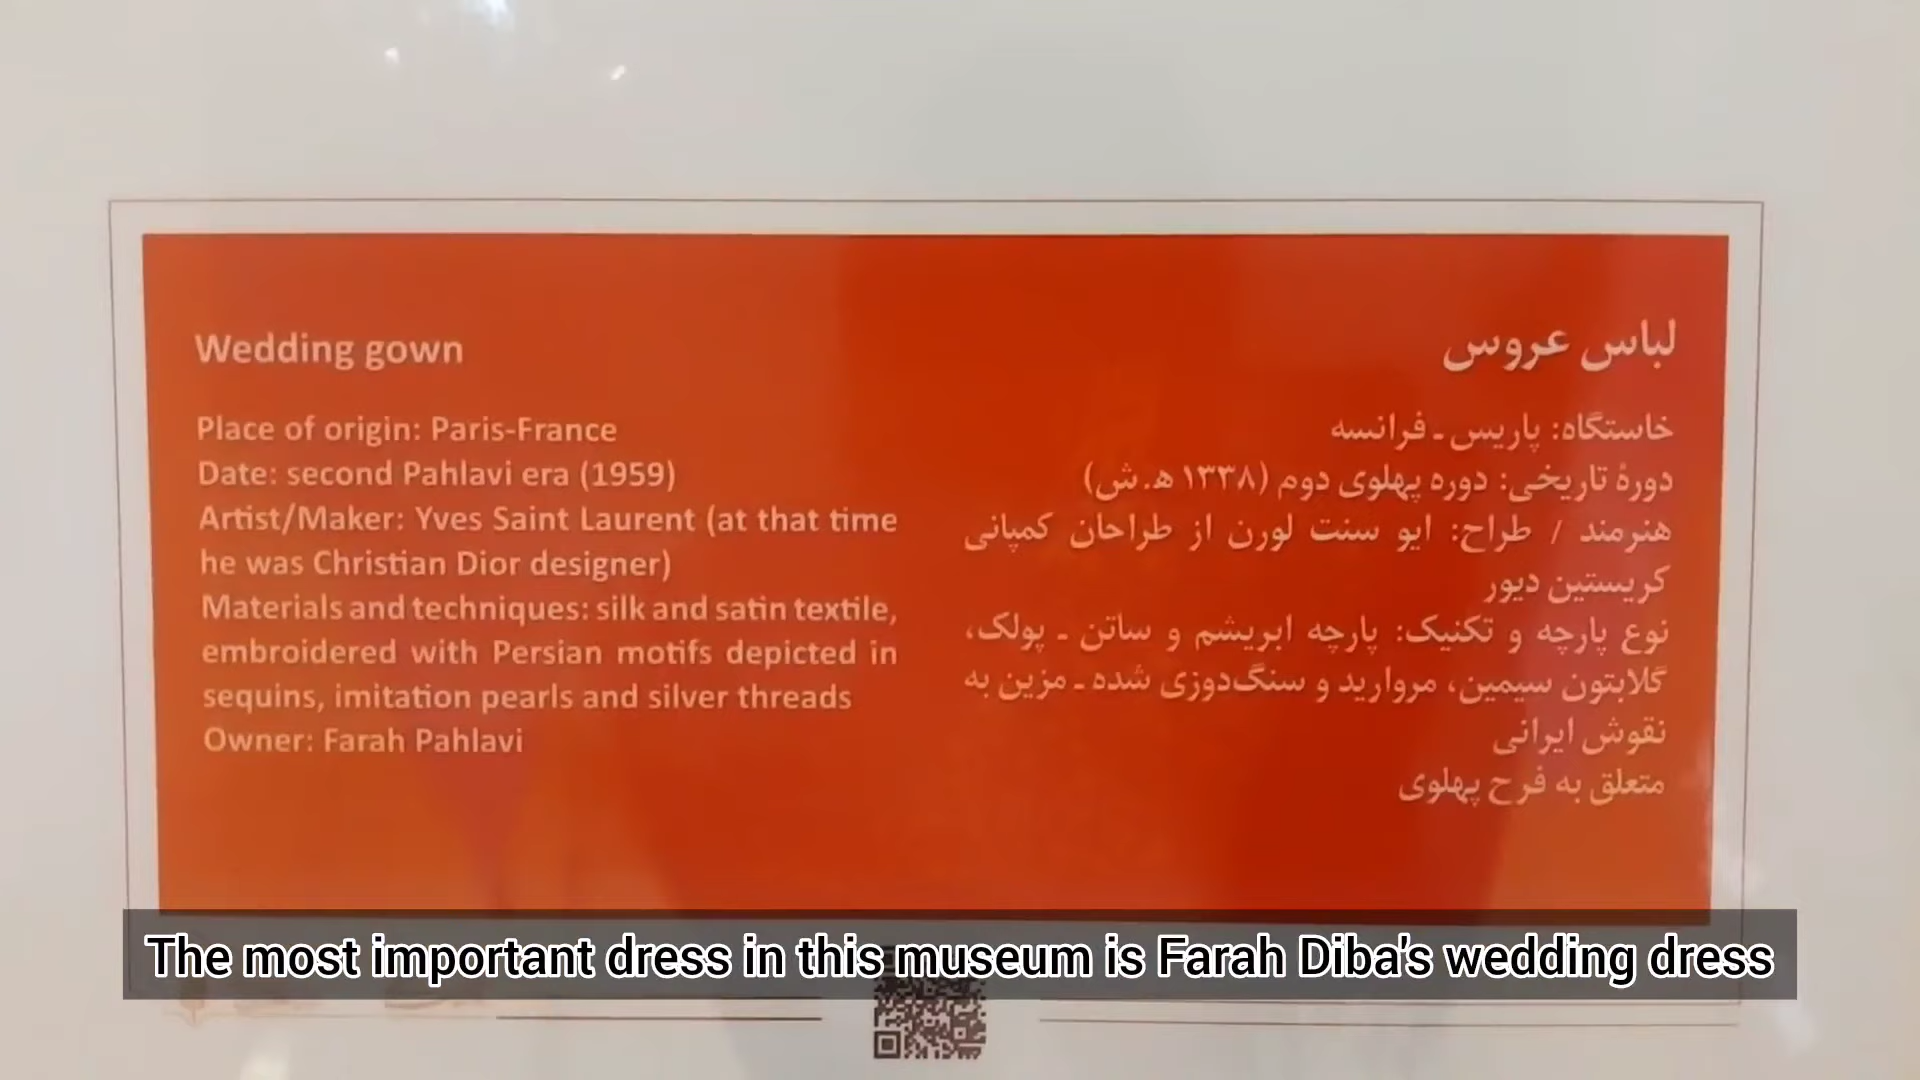 Wedding gown
Place of origin: Paris-France
Date: second Pahlavi era (1959)
Artist/Maker: Yves Saint Laurent (at that time
he was Christian Dior designer)
Materials and techniques: silk and satin textile,
embroidered with Persian motifs depicted in
sequins, imitation pearls and silver threads
Owner: Farah Pahlavi
لباس عروس
خاستگاه: پاریس ـ فرانسه
دورهٔ تاریخی: دوره پهلوی دوم (۱۳۳۸ ه‍.ش)
هنرمند / طراح: ایو سنت لورن از طراحان کمپانی
کریستین دیور
نوع پارچه و تکنیک: پارچه ابریشم و ساتن ـ پولک،
گلابتون سیمین، مروارید و سنگ‌دوزی شده ـ مزین به
نقوش ایرانی
متعلق به فرح پهلوی
The most important dress in this museum is Farah Diba's wedding dress